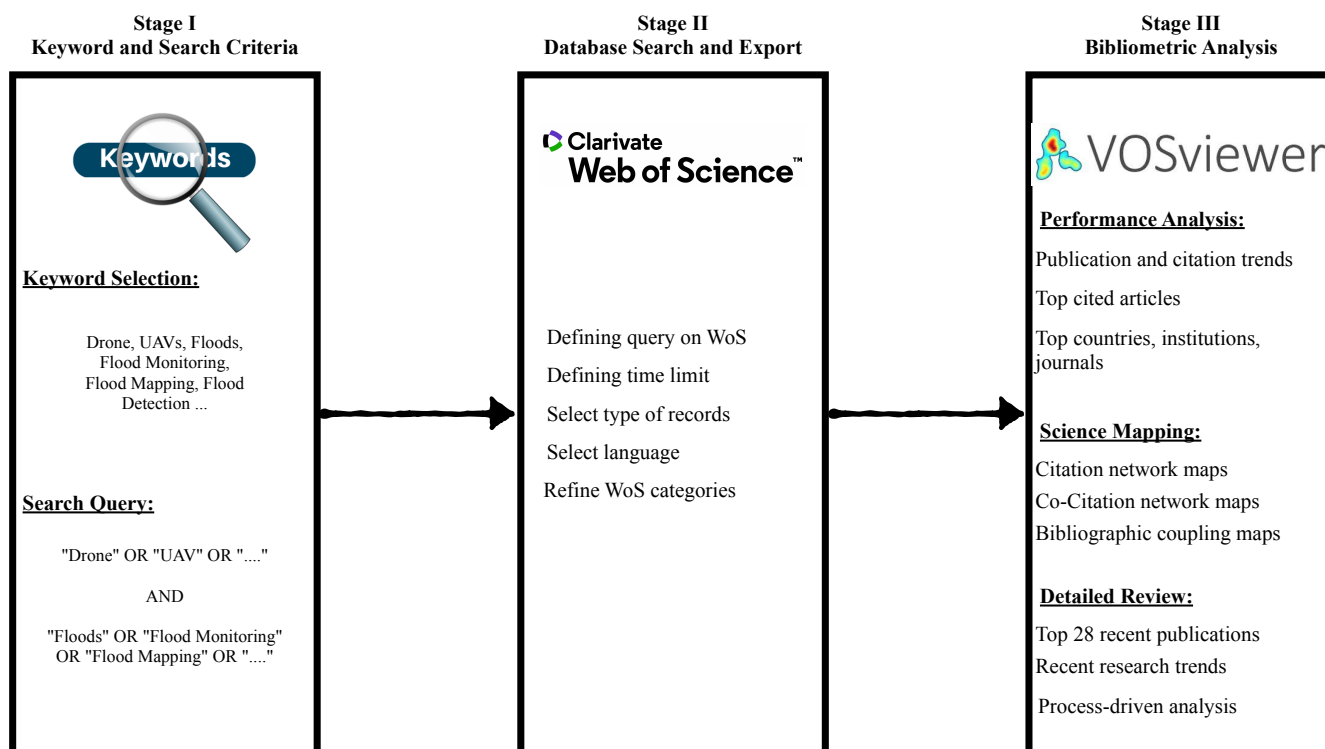 Stage I
Keyword and Search Criteria
Keywords
Keyword Selection:
Drone, UAVs, Floods,
Flood Monitoring,
Flood Mapping, Flood
Detection ...
Search Query:
"Drone" OR "UAV" OR "...."
AND
"Floods" OR "Flood Monitoring"
OR "Flood Mapping" OR "...."
Stage II
Database Search and Export
Clarivate
Web of Science™
Defining query on WoS
Defining time limit
Select type of records
Select language
Refine WoS categories
Stage III
Bibliometric Analysis
VOSviewer
Performance Analysis:
Publication and citation trends
Top cited articles
Top countries, institutions,
journals
Science Mapping:
Citation network maps
Co-Citation network maps
Bibliographic coupling maps
Detailed Review:
Top 28 recent publications
Recent research trends
Process-driven analysis